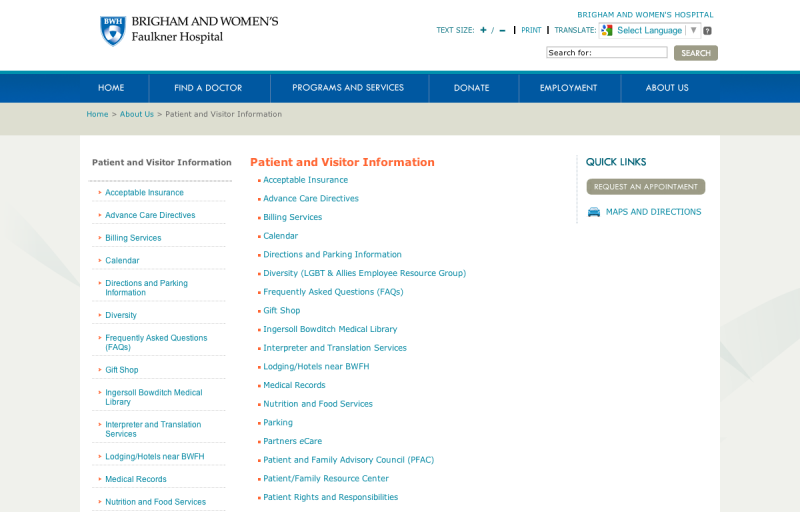 BWH
BRIGHAM AND WOMEN'S
Faulkner Hospital
BRIGHAM AND WOMEN'S HOSPITAL
TEXT SIZE: + / – | PRINT | TRANSLATE: Select Language ▼ ?
Search for: SEARCH
HOME FIND A DOCTOR PROGRAMS AND SERVICES DONATE EMPLOYMENT ABOUT US
Home > About Us > Patient and Visitor Information
Patient and Visitor Information
Acceptable Insurance
Advance Care Directives
Billing Services
Calendar
Directions and Parking
Information
Diversity
Frequently Asked Questions
(FAQs)
Gift Shop
Ingersoll Bowditch Medical
Library
Interpreter and Translation
Services
Lodging/Hotels near BWFH
Medical Records
Nutrition and Food Services
Patient and Visitor Information
Acceptable Insurance
Advance Care Directives
Billing Services
Calendar
Directions and Parking Information
Diversity (LGBT & Allies Employee Resource Group)
Frequently Asked Questions (FAQs)
Gift Shop
Ingersoll Bowditch Medical Library
Interpreter and Translation Services
Lodging/Hotels near BWFH
Medical Records
Nutrition and Food Services
Parking
Partners eCare
Patient and Family Advisory Council (PFAC)
Patient/Family Resource Center
Patient Rights and Responsibilities
QUICK LINKS
REQUEST AN APPOINTMENT
MAPS AND DIRECTIONS